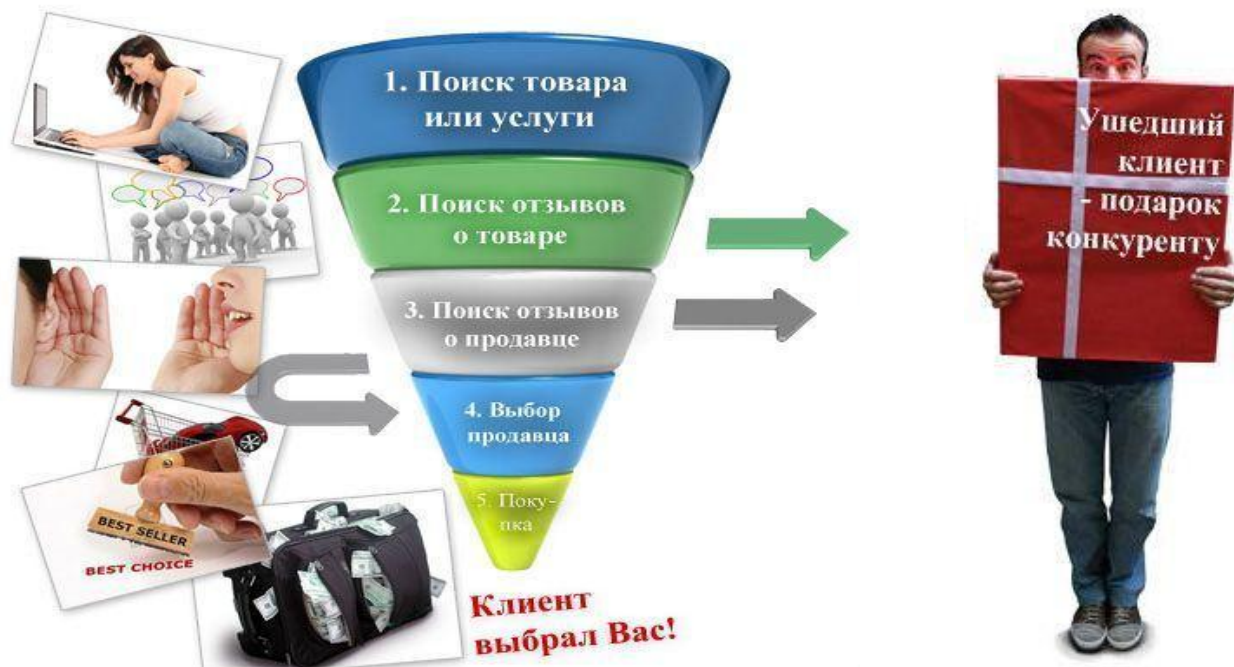 1. Поиск товара
или услуги
2. Поиск отзывов
о товаре
3. Поиск отзывов
о продавце
4. Выбор
продавца
5. Поку-
пка
Клиент
выбрал Вас!
BEST SELLER
BEST CHOICE
Ушедший
клиент
- подарок
конкуренту